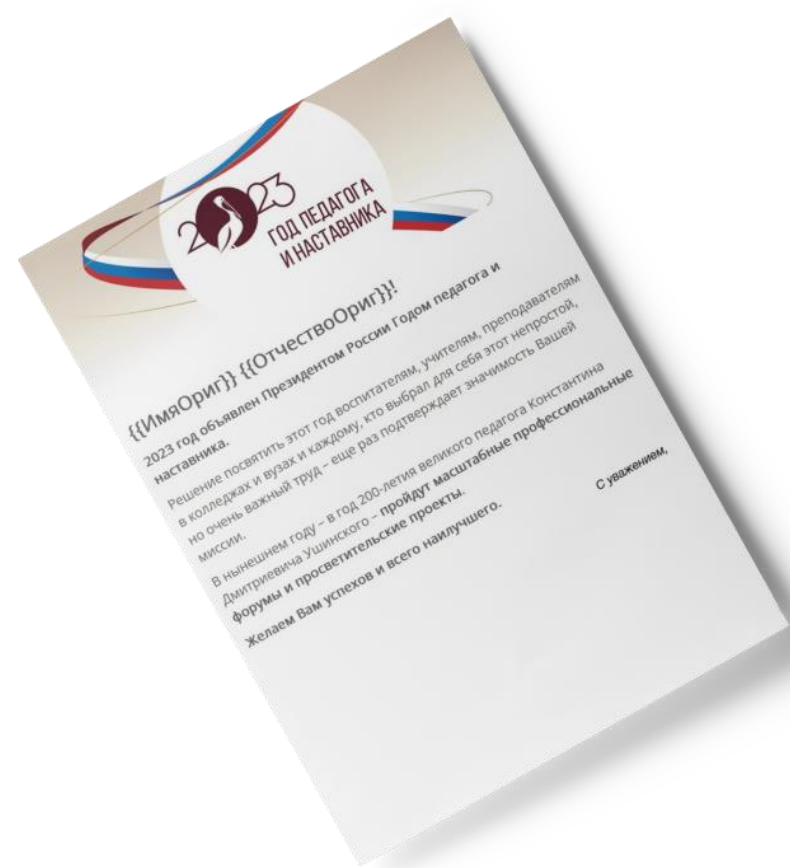 2023
ГОД ПЕДАГОГА
И НАСТАВНИКА
{{ИмяОриг}} {{ОтчествоОриг}}!
2023 год объявлен Президентом России Годом педагога и
наставника.
Решение посвятить этот год воспитателям, учителям, преподавателям
в колледжах и вузах и каждому, кто выбрал для себя этот непростой,
но очень важный труд – еще раз подтверждает значимость Вашей
миссии.
В нынешнем году – в год 200-летия великого педагога Константина
Дмитриевича Ушинского – пройдут масштабные профессиональные
форумы и просветительские проекты.
Желаем Вам успехов и всего наилучшего.
С уважением,